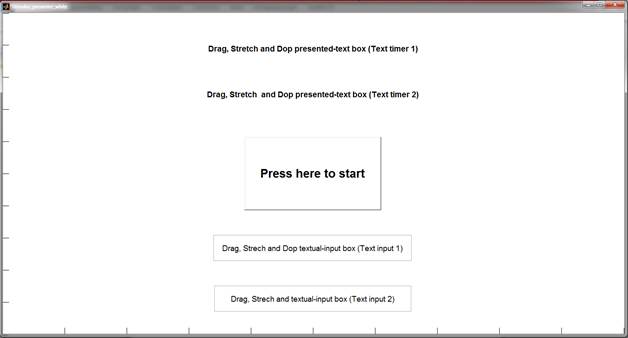 Drag, Stretch and Dop presented-text box (Text timer 1)
Drag, Stretch and Dop presented-text box (Text timer 2)
Press here to start
Drag, Strech and Dop textual-input box (Text input 1)
Drag, Strech and textual-input box (Text input 2)